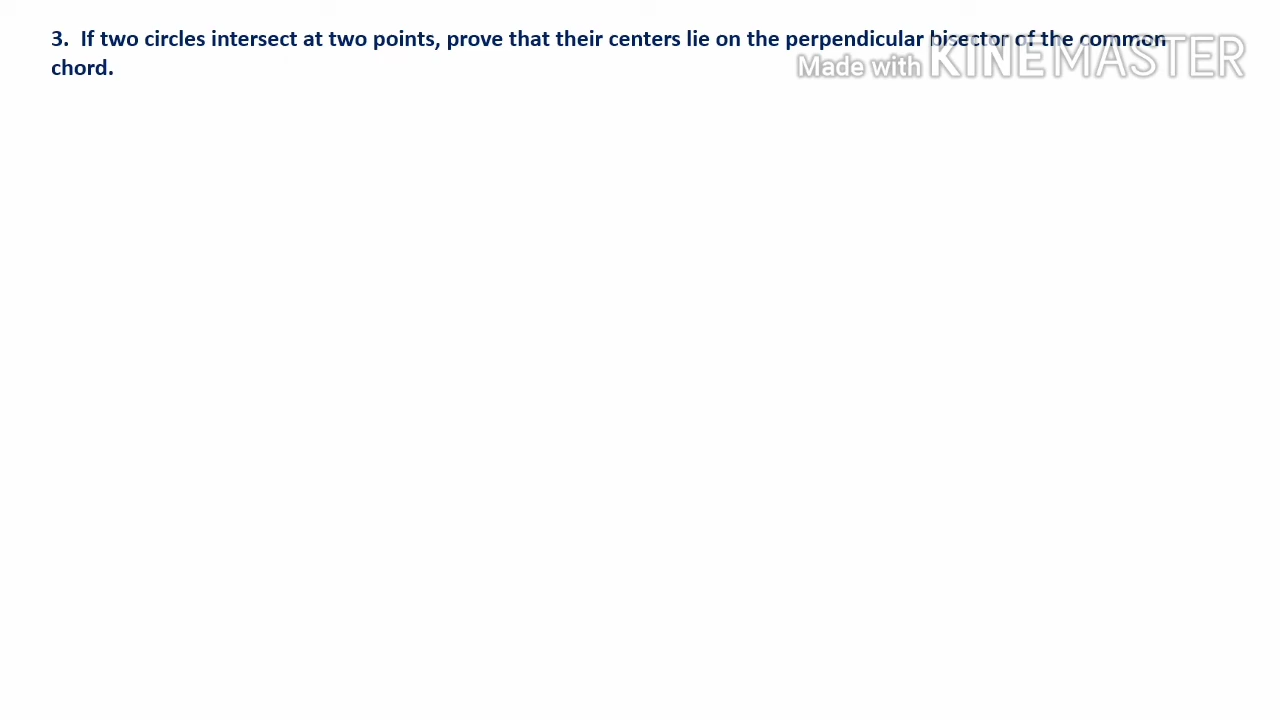 3.  If two circles intersect at two points, prove that their centers lie on the perpendicular bisector of the common
chord.
Made with KINEMASTER